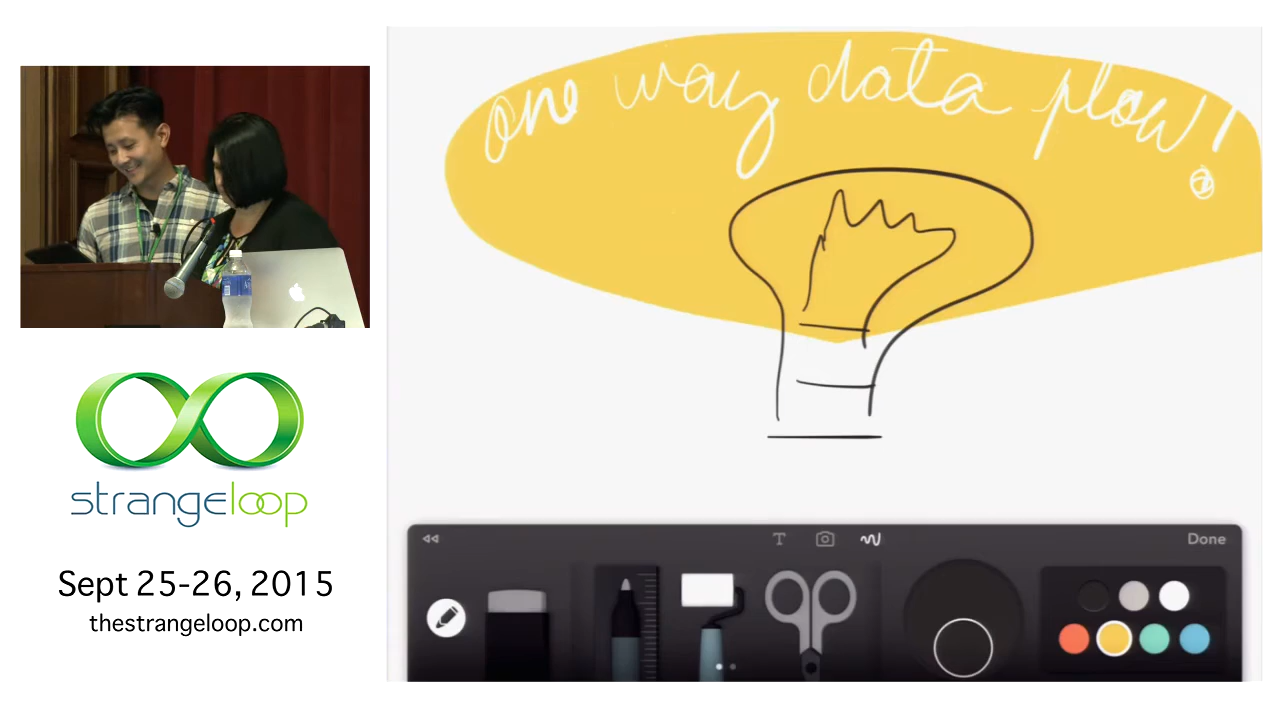 one way data flow!
T
Done
strangeloop
Sept 25-26, 2015
thestrangeloop.com